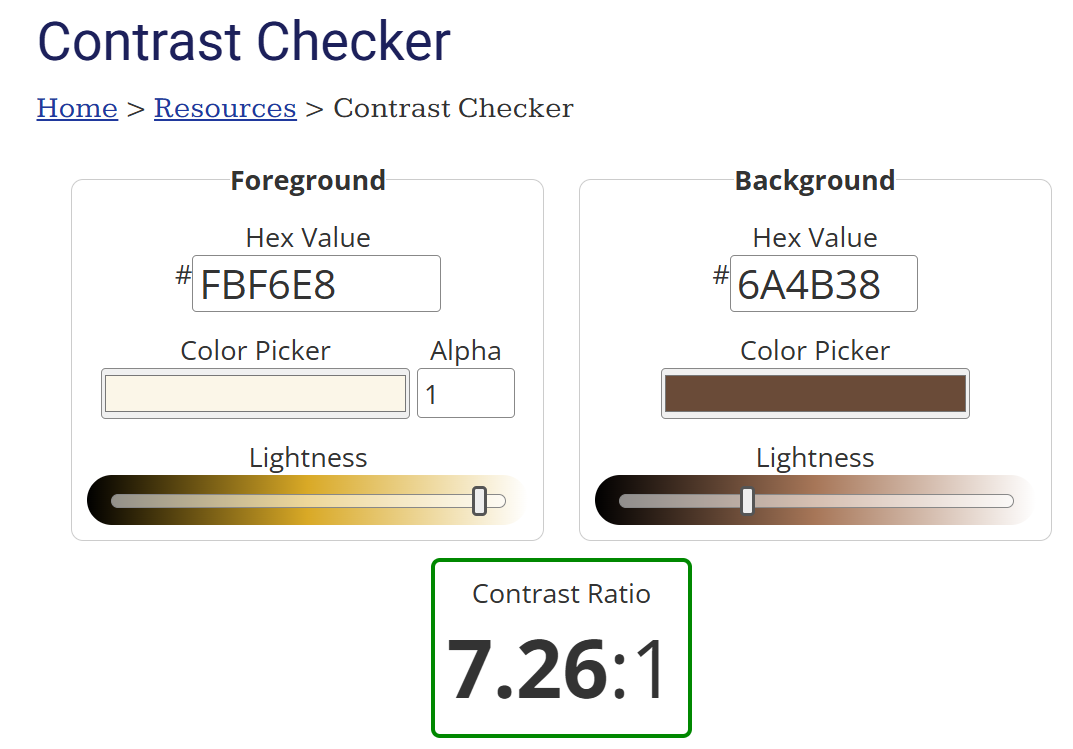 Contrast Checker
Home > Resources > Contrast Checker
Foreground
Hex Value
# FBF6E8
Color Picker
Alpha
1
Lightness
Background
Hex Value
# 6A4B38
Color Picker
Lightness
Contrast Ratio
7.26:1